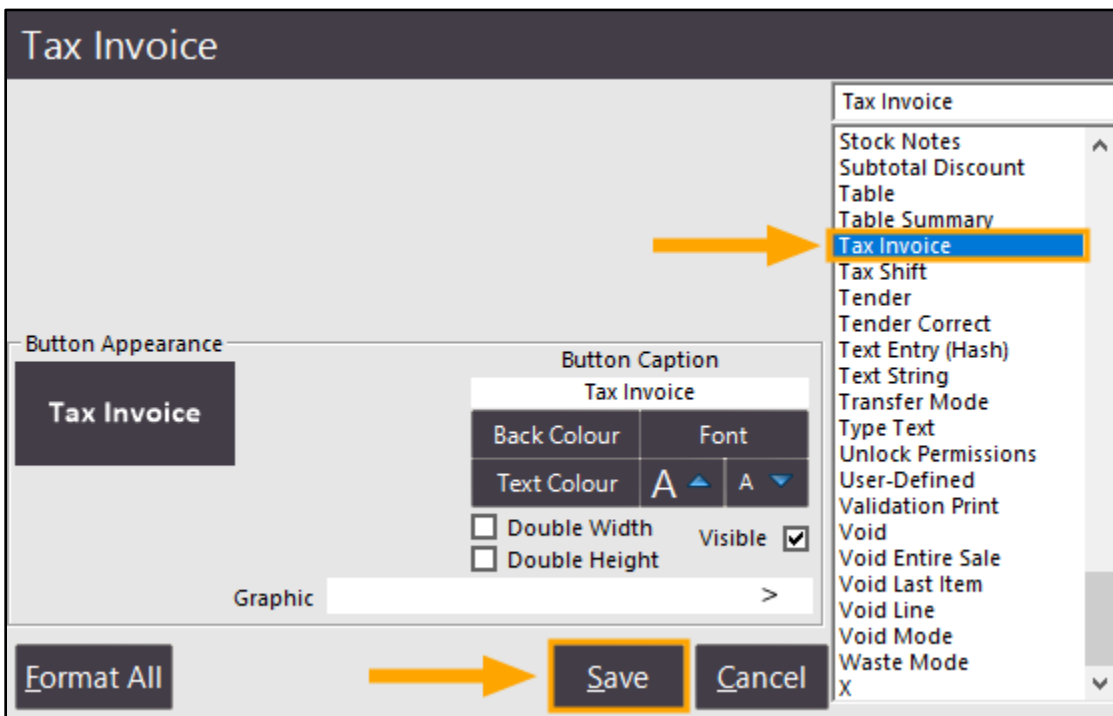 Tax Invoice
Tax Invoice
Stock Notes
Subtotal Discount
Table
Table Summary
Tax Invoice
Tax Shift
Tender
Tender Correct
Text Entry (Hash)
Text String
Transfer Mode
Type Text
Unlock Permissions
User-Defined
Validation Print
Void
Void Entire Sale
Void Last Item
Void Line
Void Mode
Waste Mode
X
Button Appearance
Tax Invoice
Button Caption
Tax Invoice
Back Colour Font
Text Colour A A
Double Width Visible
Double Height
Graphic >
Format All Save Cancel